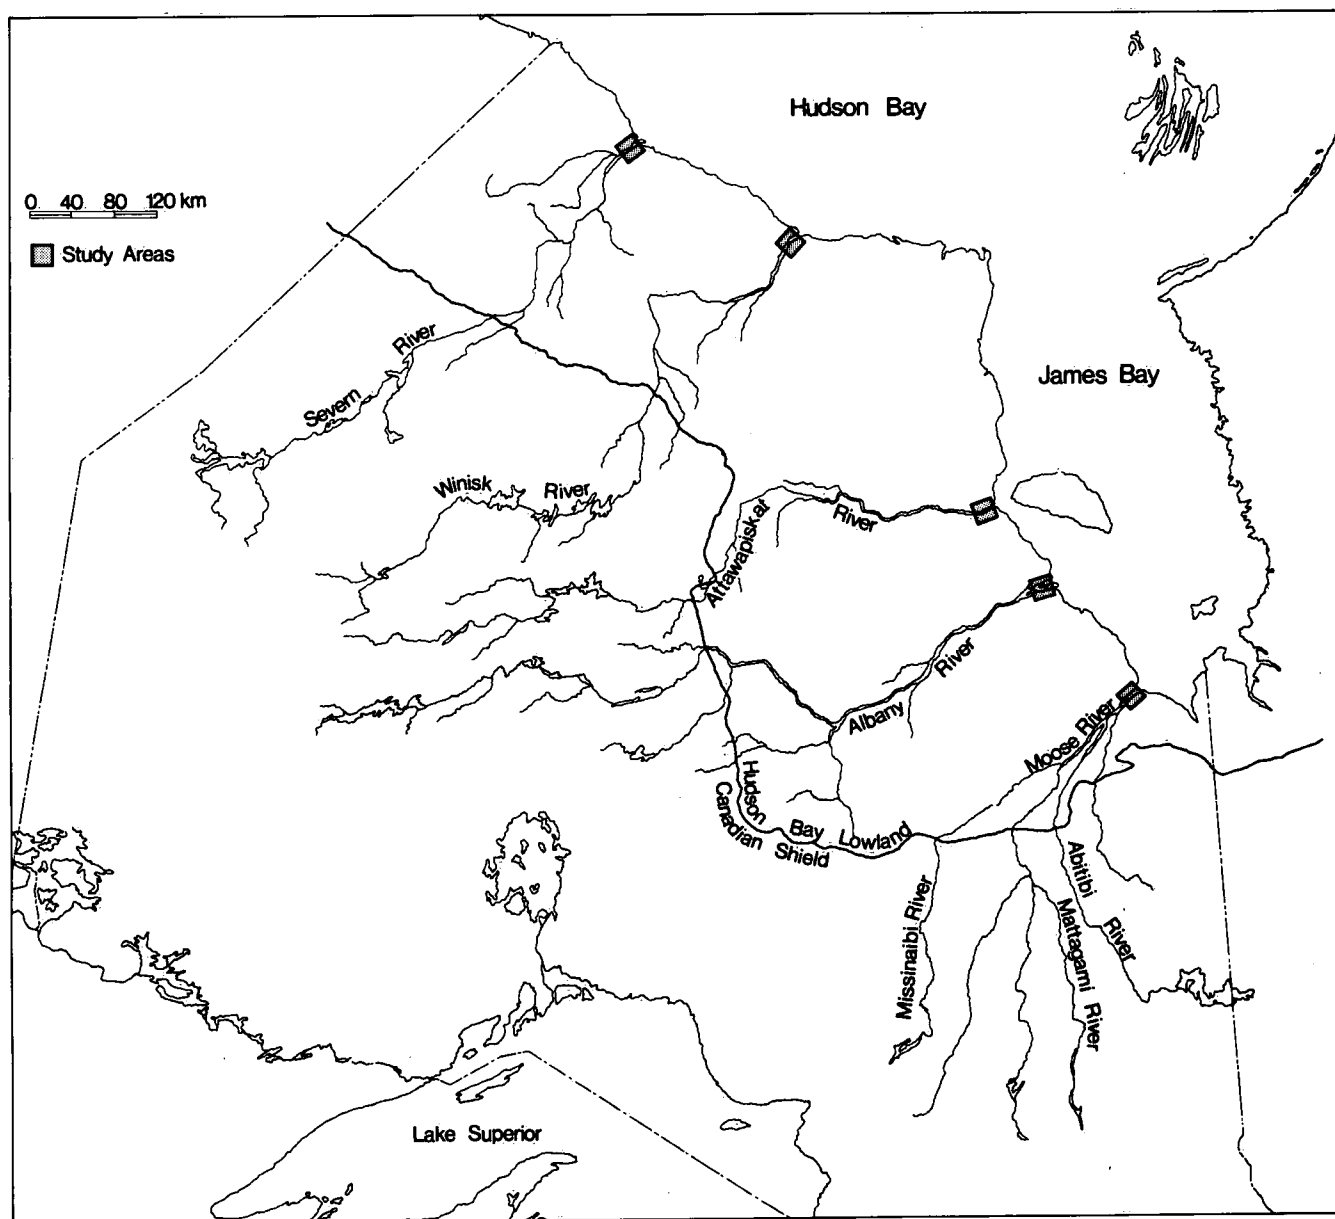 Hudson Bay
0 40 80 120 km
Study Areas
James Bay
Severn River
Winisk River
Attawapiskat River
Albany River
Moose River
Hudson Bay Lowland
Canadian Shield
Missinaibi River
Mattagami River
Abitibi River
Lake Superior